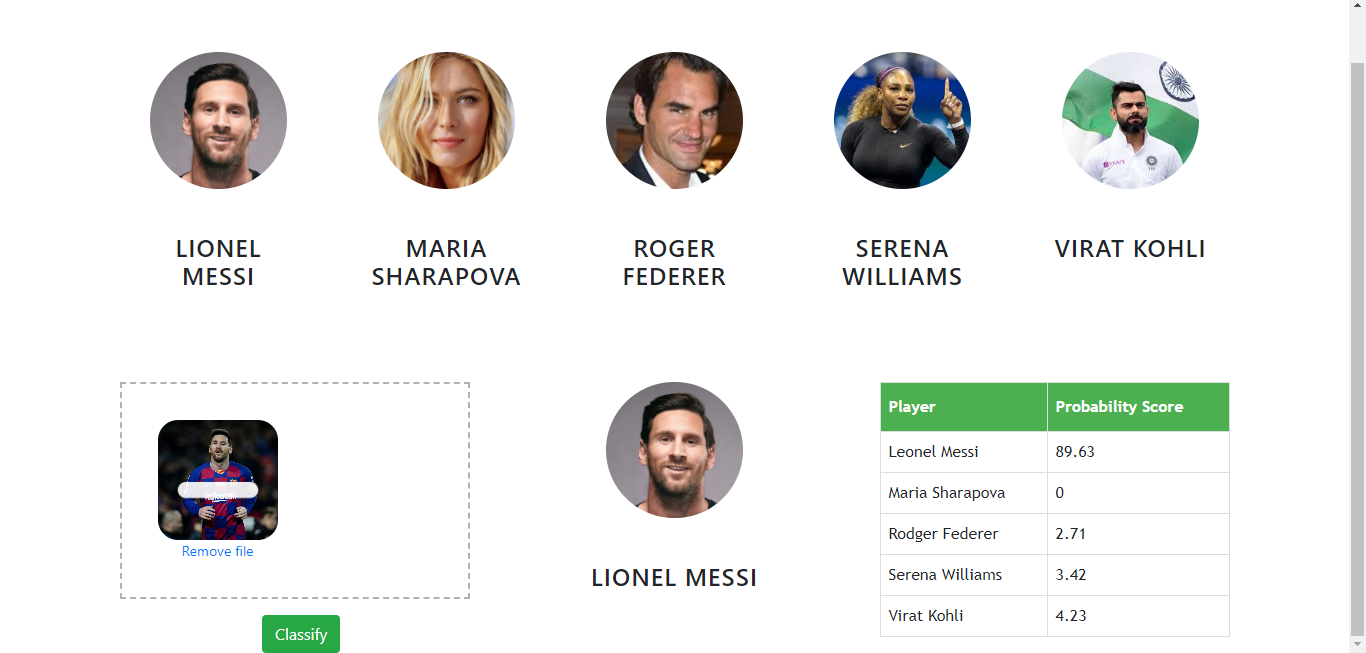 LIONEL
MESSI
MARIA
SHARAPOVA
ROGER
FEDERER
SERENA
WILLIAMS
VIRAT KOHLI
Remove file
Classify
LIONEL MESSI
Player Probability Score
Leonel Messi 89.63
Maria Sharapova 0
Rodger Federer 2.71
Serena Williams 3.42
Virat Kohli 4.23